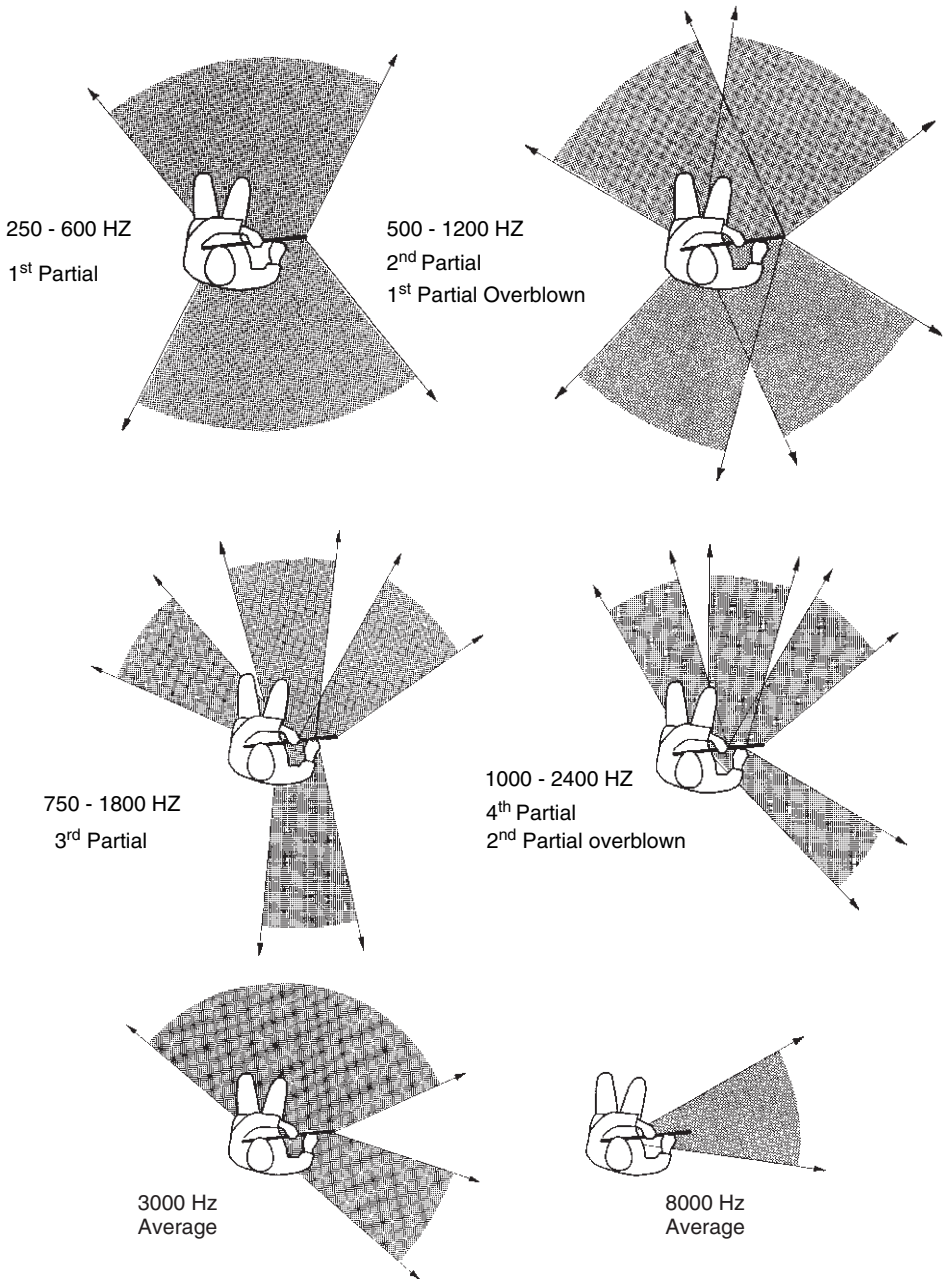 250 - 600 HZ
1st Partial
500 - 1200 HZ
2nd Partial
1st Partial Overblown
750 - 1800 HZ
3rd Partial
1000 - 2400 HZ
4th Partial
2nd Partial overblown
3000 Hz
Average
8000 Hz
Average